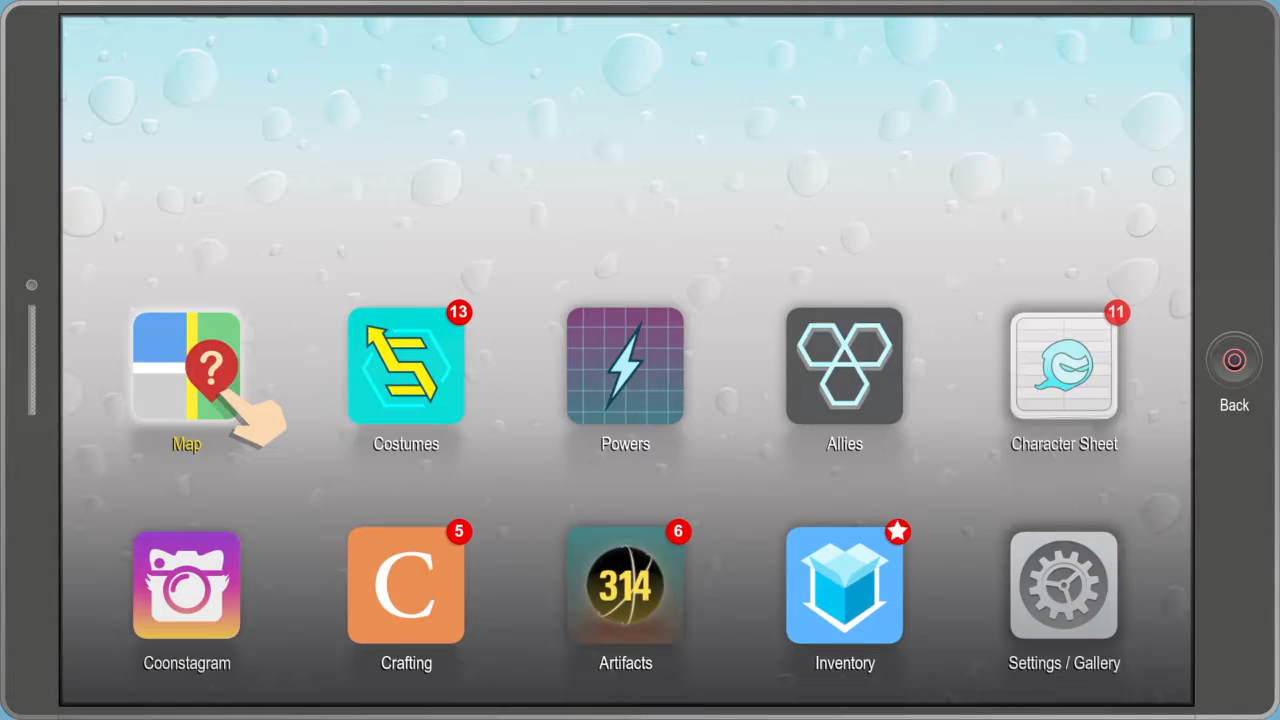 ?
13
11
Map
Costumes
Powers
Allies
Character Sheet
Back
5
6
C
314
Coonstagram
Crafting
Artifacts
Inventory
Settings / Gallery